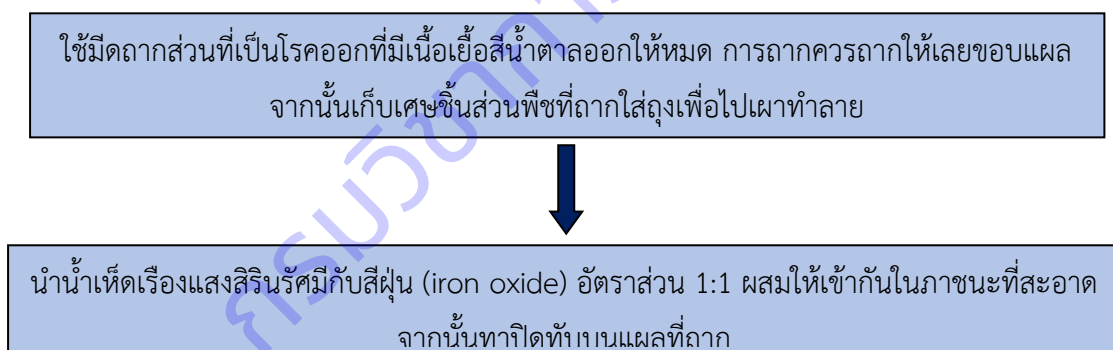 ใช้มีดถากส่วนที่เป็นโรคออกที่มีเนื้อเยื้อสีน้ำตาลออกให้หมด การถากควรถากให้เลยขอบแผล
จากนั้นเก็บเศษชิ้นส่วนพืชที่ถากใส่ถุงเพื่อไปเผาทำลาย
นำน้ำเห็ดเรืองแสงสิรินรัศมีกับสีฝุ่น (iron oxide) อัตราส่วน 1:1 ผสมให้เข้ากันในภาชนะที่สะอาด
จากนั้นทาปิดทับบนแผลที่ถาก
กรมวิชาการ